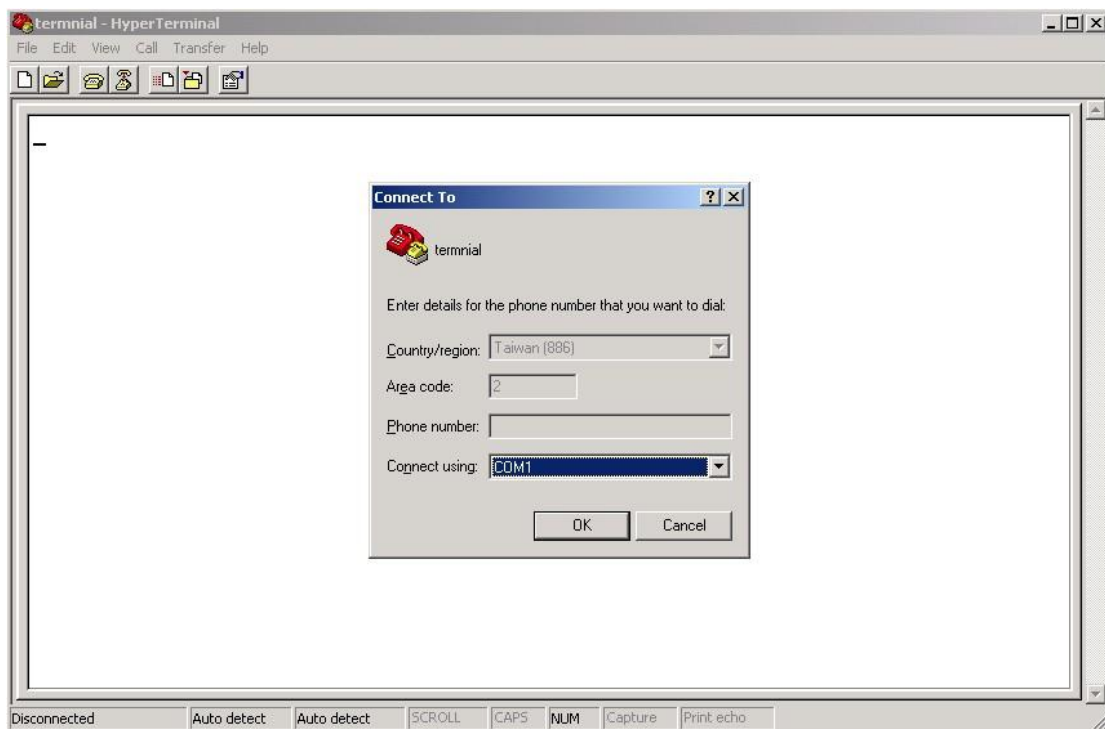 termnial - HyperTerminal
File Edit View Call Transfer Help
Connect To
termnial
Enter details for the phone number that you want to dial:
Country/region: Taiwan (886)
Area code: 2
Phone number:
Connect using: COM1
OK Cancel
Disconnected Auto detect Auto detect SCROLL CAPS NUM Capture Print echo